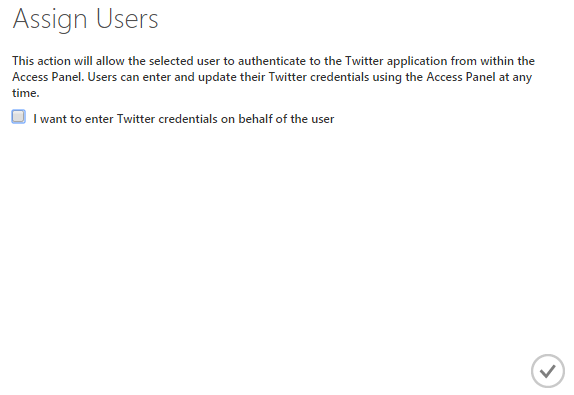 Assign Users
This action will allow the selected user to authenticate to the Twitter application from within the
Access Panel. Users can enter and update their Twitter credentials using the Access Panel at any
time.
I want to enter Twitter credentials on behalf of the user